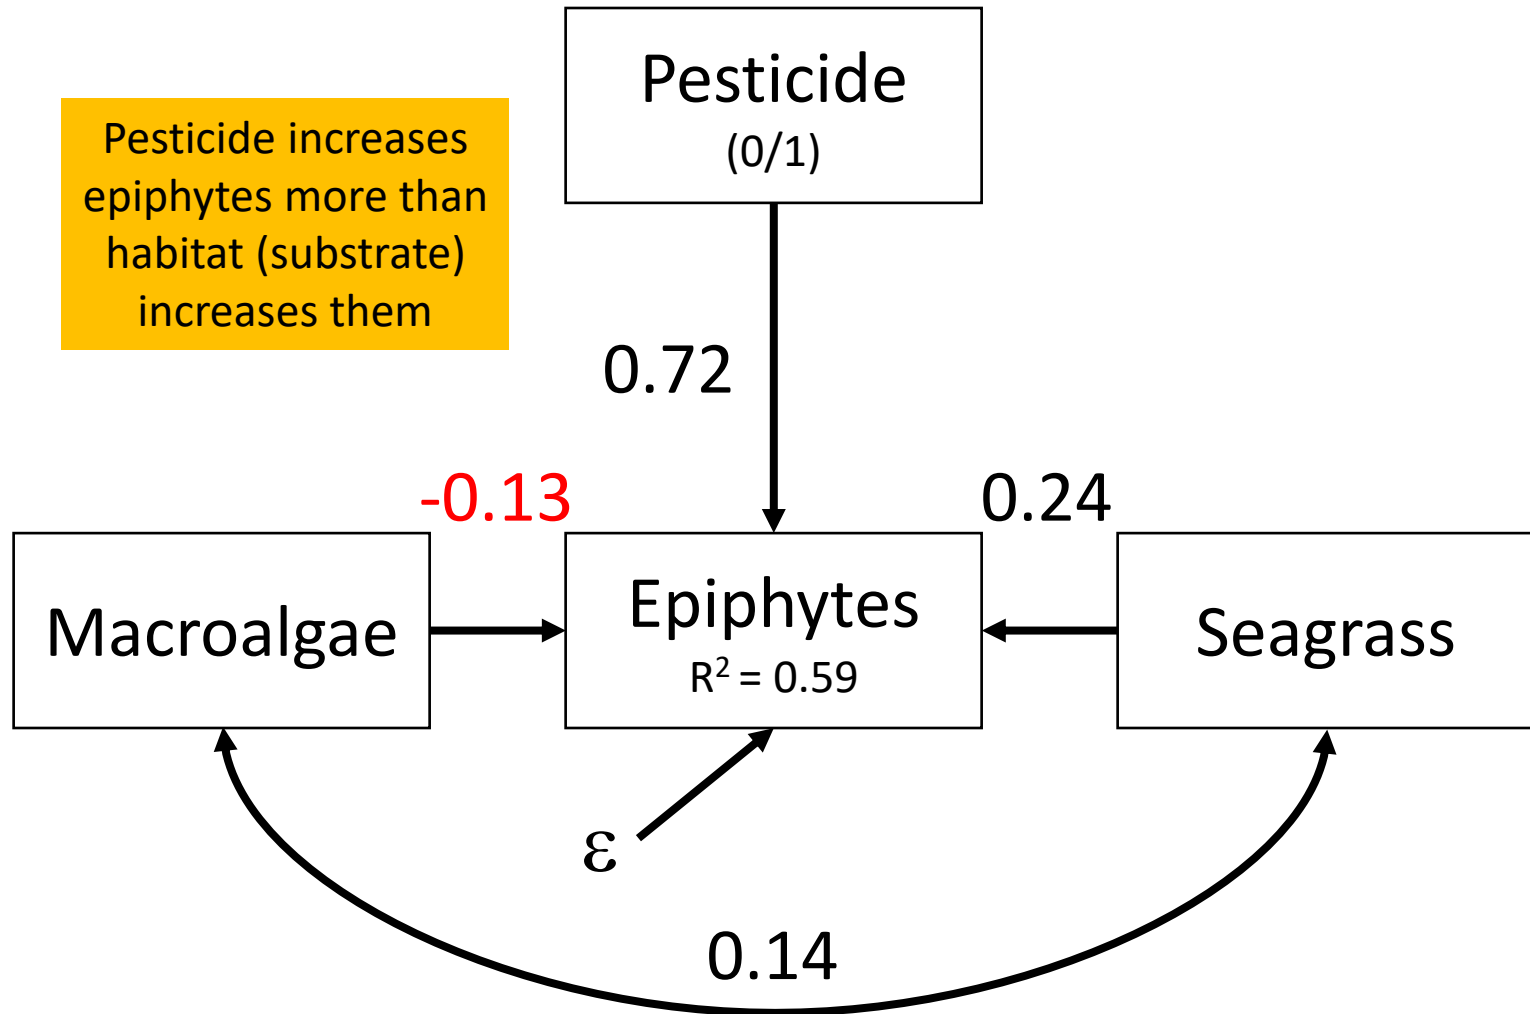 Pesticide
(0/1)
Pesticide increases
epiphytes more than
habitat (substrate)
increases them
0.72
-0.13
0.24
Macroalgae
Epiphytes
R² = 0.59
Seagrass
ε
0.14